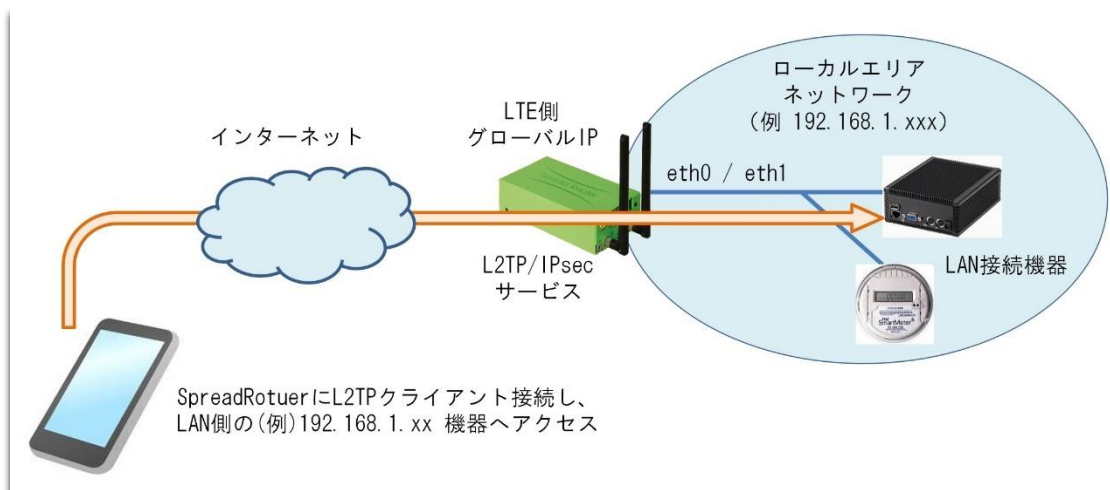 ローカルエリア
ネットワーク
(例 192.168.1.xxx)
LTE側
グローバルIP
インターネット
eth0 / eth1
Spread Router
L2TP/IPsec
サービス
LAN接続機器
SmartMeter
SpreadRotuerにL2TPクライアント接続し、
LAN側の(例)192.168.1.xx 機器へアクセス